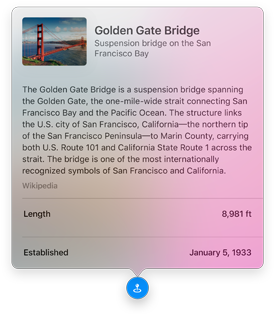 Golden Gate Bridge
Suspension bridge on the San
Francisco Bay
The Golden Gate Bridge is a suspension bridge spanning
the Golden Gate, the one-mile-wide strait connecting San
Francisco Bay and the Pacific Ocean. The structure links
the U.S. city of San Francisco, California—the northern tip
of the San Francisco Peninsula—to Marin County, carrying
both U.S. Route 101 and California State Route 1 across the
strait. The bridge is one of the most internationally
recognized symbols of San Francisco and California.
Wikipedia
Length 8,981 ft
Established January 5, 1933